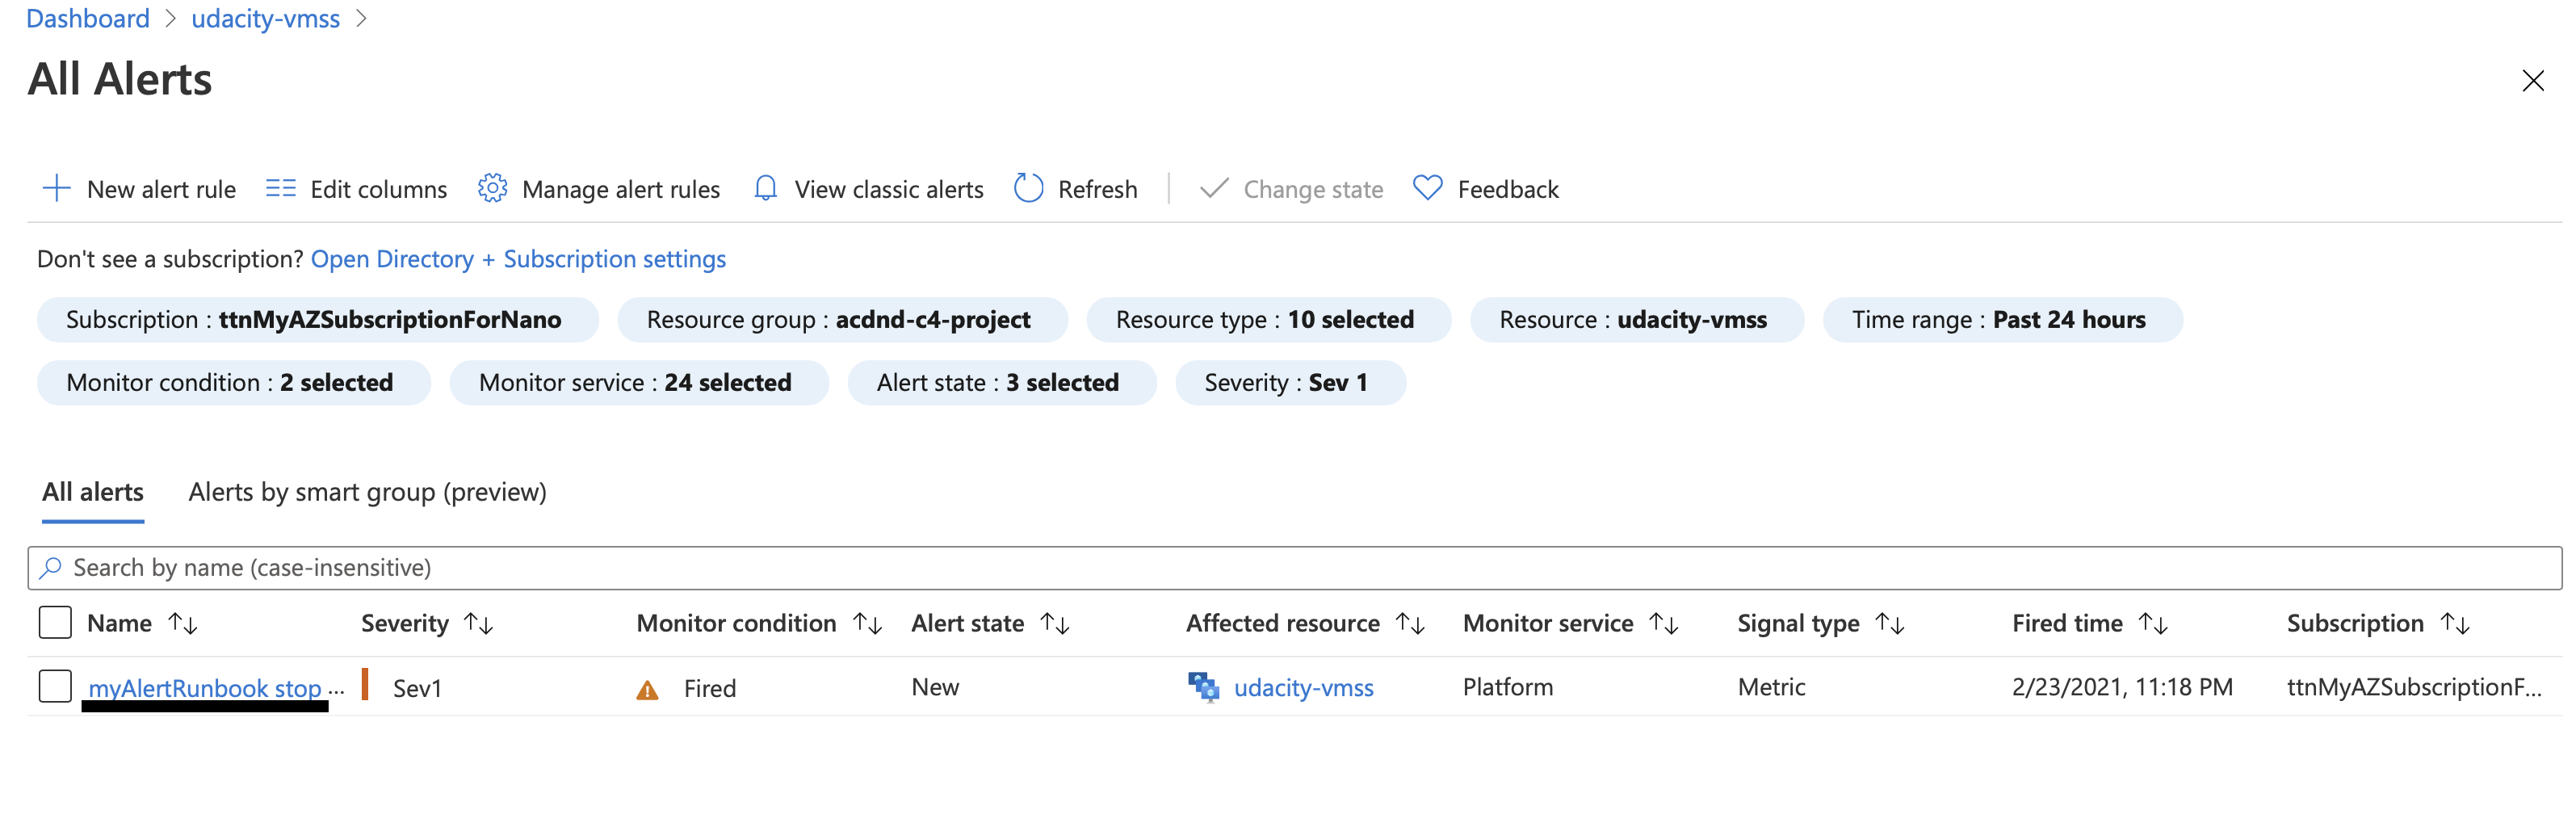 Dashboard > udacity-vmss >
All Alerts
New alert rule Edit columns Manage alert rules View classic alerts Refresh Change state Feedback
Don't see a subscription? Open Directory + Subscription settings
Subscription : ttnMyAZSubscriptionForNano Resource group : acdnd-c4-project Resource type : 10 selected Resource : udacity-vmss Time range : Past 24 hours
Monitor condition : 2 selected Monitor service : 24 selected Alert state : 3 selected Severity : Sev 1
All alerts Alerts by smart group (preview)
Search by name (case-insensitive)
Name ↑↓ Severity ↑↓ Monitor condition ↑↓ Alert state ↑↓ Affected resource ↑↓ Monitor service ↑↓ Signal type ↑↓ Fired time ↑↓ Subscription ↑↓
myAlertRunbook stop ... Sev1 Fired New udacity-vmss Platform Metric 2/23/2021, 11:18 PM ttnMyAZSubscriptionF...